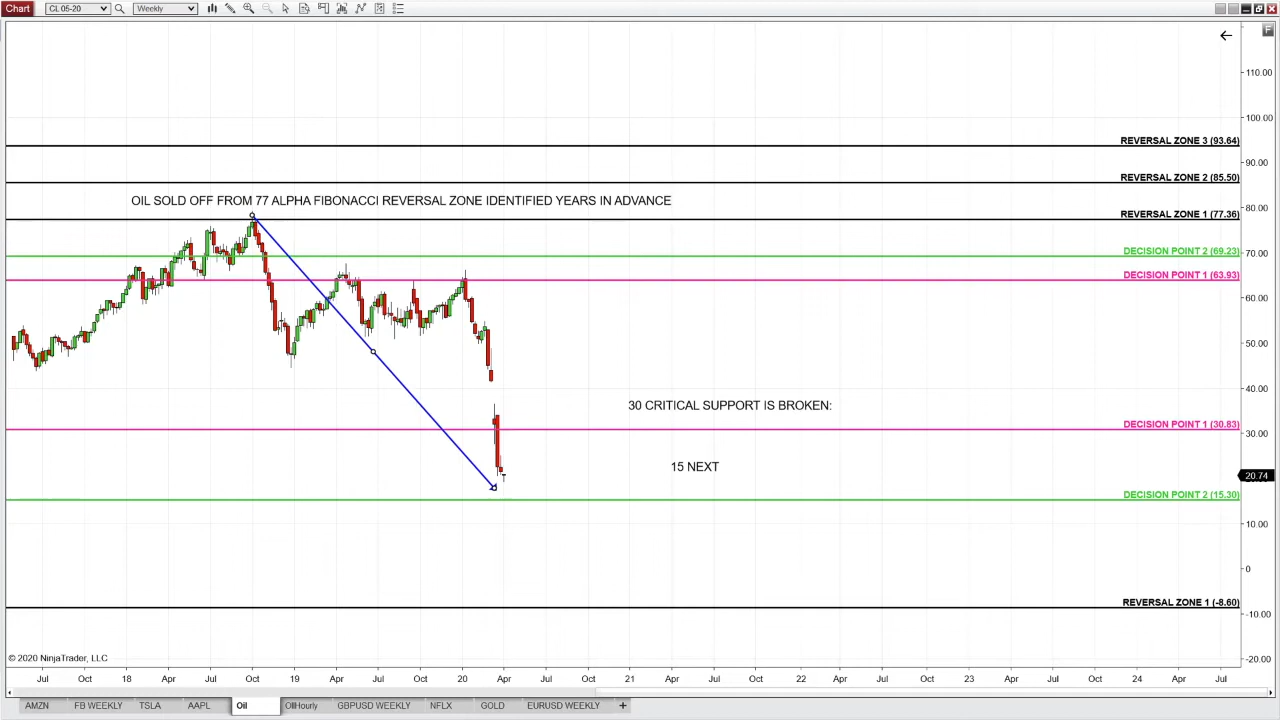 Chart CL 05-20 Weekly
F
110.00
100.00
REVERSAL ZONE 3 (93.64)
90.00
REVERSAL ZONE 2 (85.50)
OIL SOLD OFF FROM 77 ALPHA FIBONACCI REVERSAL ZONE IDENTIFIED YEARS IN ADVANCE
80.00
REVERSAL ZONE 1 (77.36)
DECISION POINT 2 (69.23)
70.00
DECISION POINT 1 (63.93)
60.00
50.00
40.00
30 CRITICAL SUPPORT IS BROKEN:
DECISION POINT 1 (30.83)
30.00
15 NEXT
20.74
DECISION POINT 2 (15.30)
10.00
0
REVERSAL ZONE 1 (-8.60)
-10.00
© 2020 NinjaTrader, LLC
-20.00
Jul Oct 18 Apr Jul Oct 19 Apr Jul Oct 20 Apr Jul Oct 21 Apr Jul Oct 22 Apr Jul Oct 23 Apr Jul Oct 24 Apr Jul
AMZN FB WEEKLY TSLA AAPL Oil OilHourly GBPUSD WEEKLY NFLX GOLD EURUSD WEEKLY +